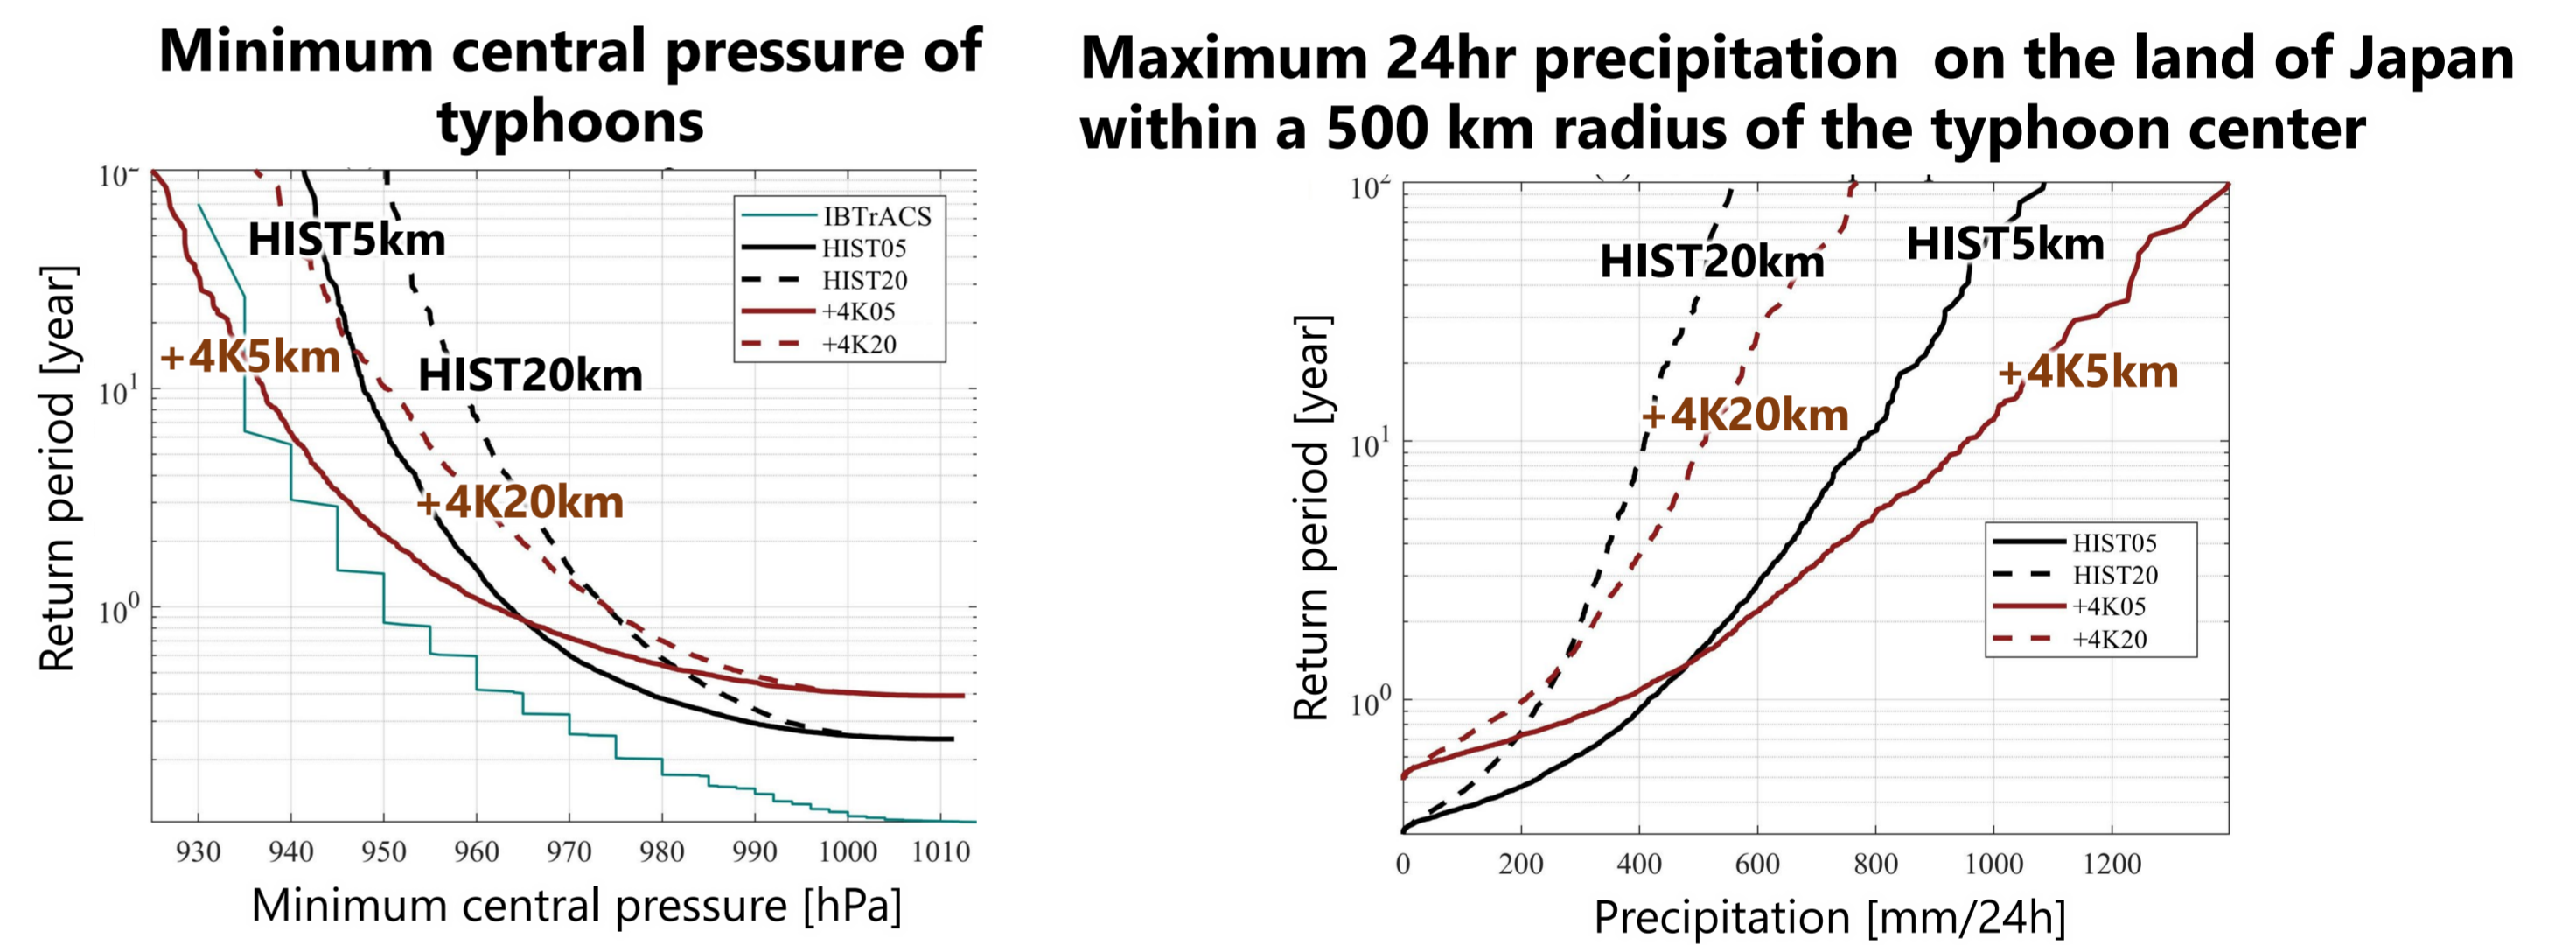 Minimum central pressure of
typhoons
10²
10¹
10⁰
Return period [year]
HIST5km
+4K5km
HIST20km
+4K20km
IBTrACS
HIST05
HIST20
+4K05
+4K20
930 940 950 960 970 980 990 1000 1010
Minimum central pressure [hPa]
Maximum 24hr precipitation on the land of Japan
within a 500 km radius of the typhoon center
10²
10¹
10⁰
Return period [year]
HIST20km
HIST5km
+4K20km
+4K5km
HIST05
HIST20
+4K05
+4K20
0 200 400 600 800 1000 1200
Precipitation [mm/24h]